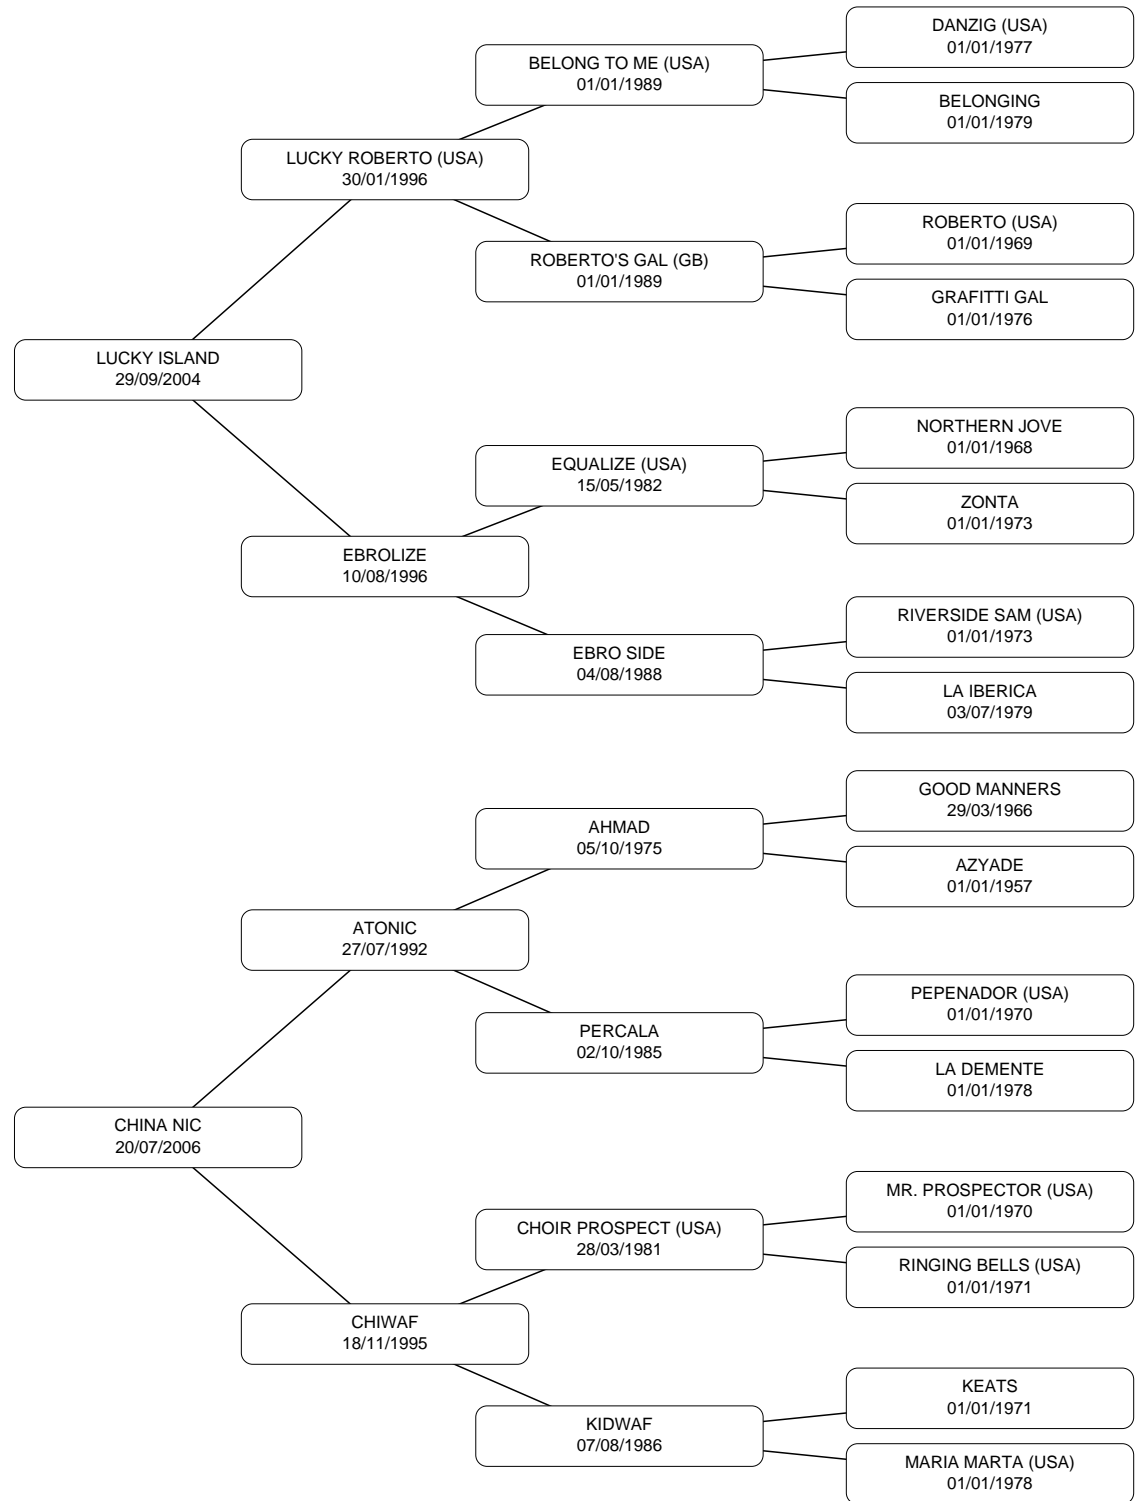 DANZIG (USA)
01/01/1977
BELONG TO ME (USA)
01/01/1989
BELONGING
01/01/1979
LUCKY ROBERTO (USA)
30/01/1996
ROBERTO (USA)
01/01/1969
ROBERTO'S GAL (GB)
01/01/1989
GRAFITTI GAL
01/01/1976
LUCKY ISLAND
29/09/2004
NORTHERN JOVE
01/01/1968
EQUALIZE (USA)
15/05/1982
ZONTA
01/01/1973
EBROLIZE
10/08/1996
RIVERSIDE SAM (USA)
01/01/1973
EBRO SIDE
04/08/1988
LA IBERICA
03/07/1979
GOOD MANNERS
29/03/1966
AHMAD
05/10/1975
AZYADE
01/01/1957
ATONIC
27/07/1992
PEPENADOR (USA)
01/01/1970
PERCALA
02/10/1985
LA DEMENTE
01/01/1978
CHINA NIC
20/07/2006
MR. PROSPECTOR (USA)
01/01/1970
CHOIR PROSPECT (USA)
28/03/1981
RINGING BELLS (USA)
01/01/1971
CHIWAF
18/11/1995
KEATS
01/01/1971
KIDWAF
07/08/1986
MARIA MARTA (USA)
01/01/1978